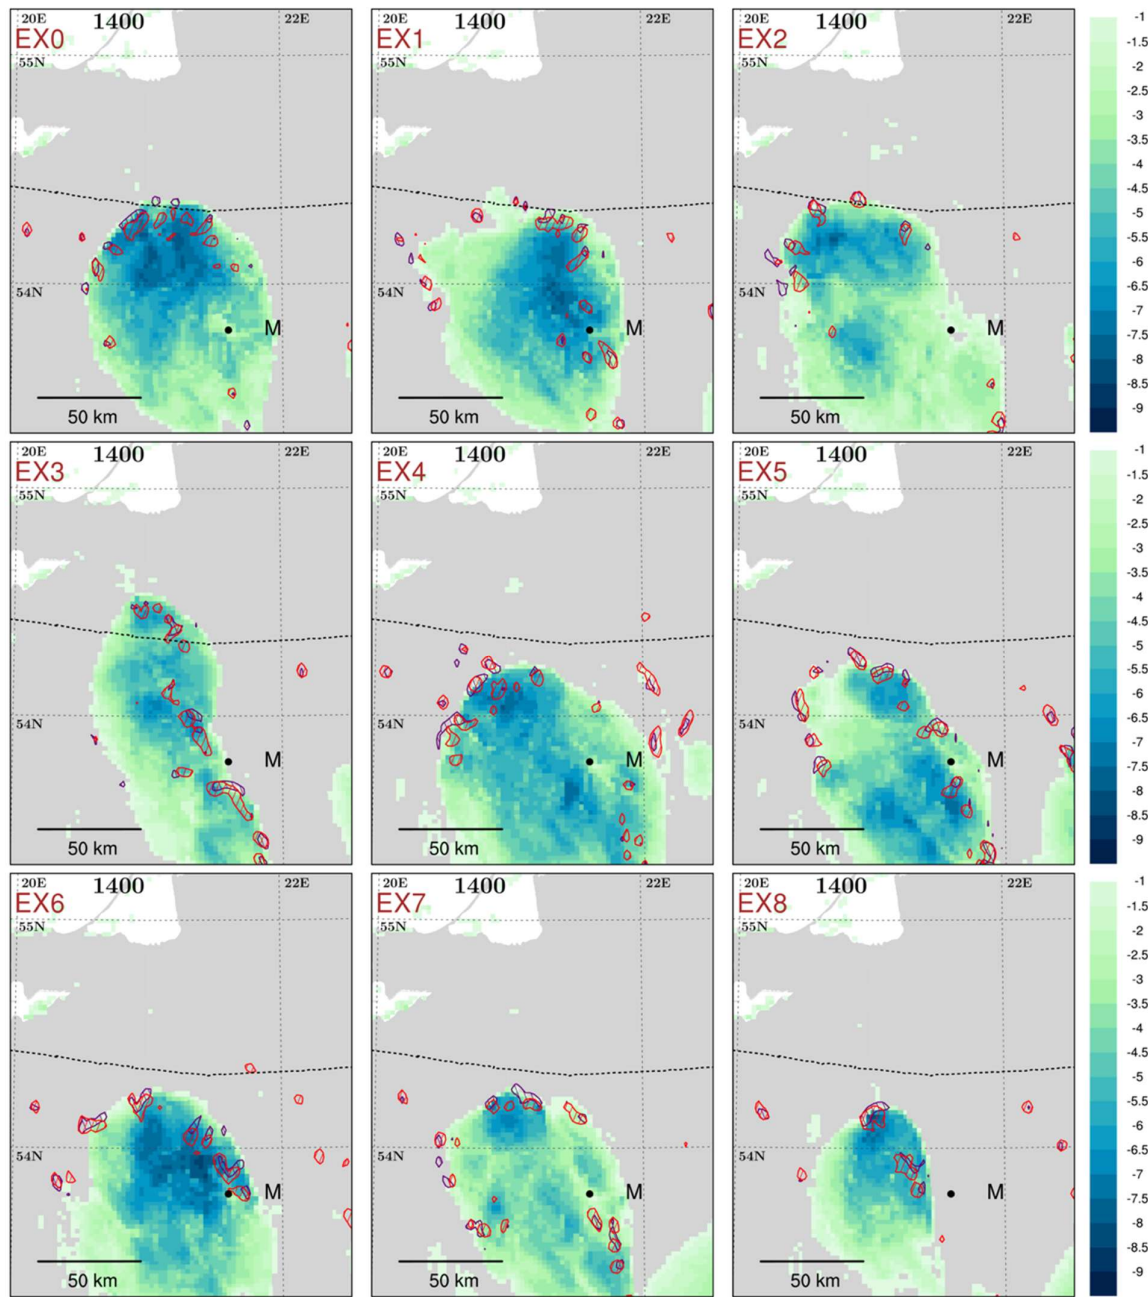 20E 1400 22E
EX0
55N
54N
M
50 km
20E 1400 22E
EX1
55N
54N
M
50 km
20E 1400 22E
EX2
55N
54N
M
50 km
-1
-1.5
-2
-2.5
-3
-3.5
-4
-4.5
-5
-5.5
-6
-6.5
-7
-7.5
-8
-8.5
-9
20E 1400 22E
EX3
55N
54N
M
50 km
20E 1400 22E
EX4
55N
54N
M
50 km
20E 1400 22E
EX5
55N
54N
M
50 km
-1
-1.5
-2
-2.5
-3
-3.5
-4
-4.5
-5
-5.5
-6
-6.5
-7
-7.5
-8
-8.5
-9
20E 1400 22E
EX6
55N
54N
M
50 km
20E 1400 22E
EX7
55N
54N
M
50 km
20E 1400 22E
EX8
55N
54N
M
50 km
-1
-1.5
-2
-2.5
-3
-3.5
-4
-4.5
-5
-5.5
-6
-6.5
-7
-7.5
-8
-8.5
-9